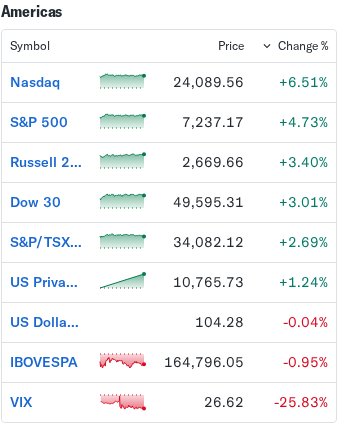 Americas
Symbol Price Change %
Nasdaq 24,089.56 +6.51%
S&P 500 7,237.17 +4.73%
Russell 2... 2,669.66 +3.40%
Dow 30 49,595.31 +3.01%
S&P/TSX... 34,082.12 +2.69%
US Priva... 10,765.73 +1.24%
US Dolla... 104.28 -0.04%
IBOVESPA 164,796.05 -0.95%
VIX 26.62 -25.83%